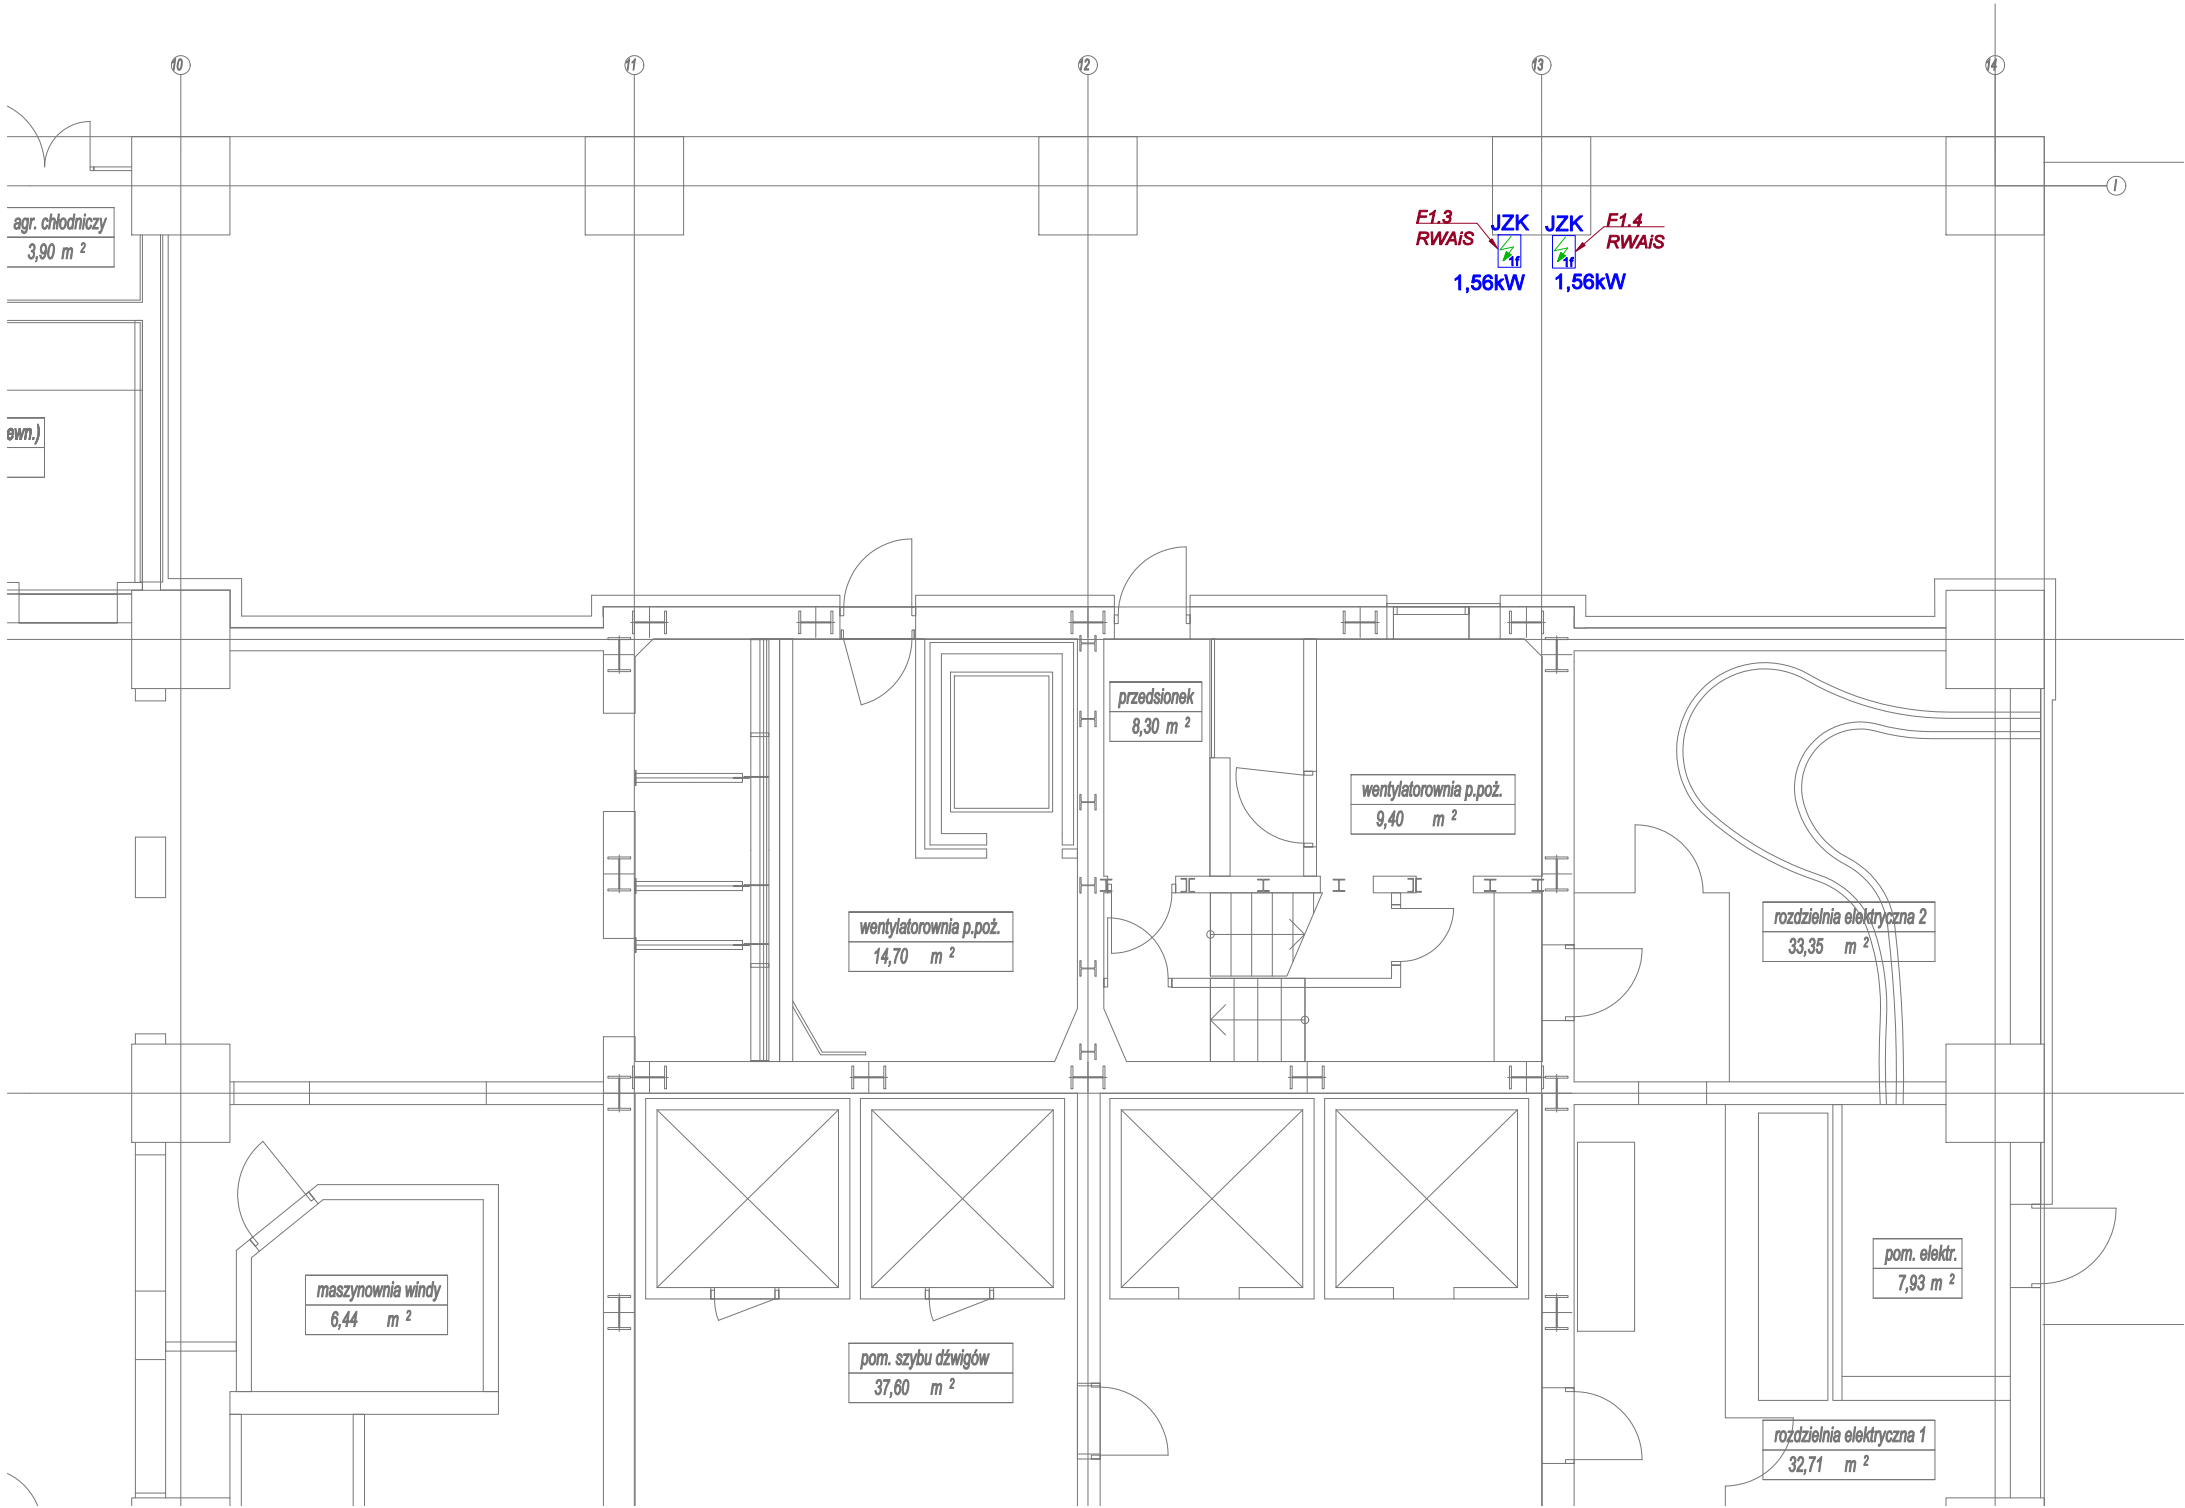 10
11
12
13
14
I
agr. chłodniczy
3,90 m ²
F1.3
RWAiS
JZK
1f
1,56kW
JZK
1f
1,56kW
F1.4
RWAiS
ewn.)
przedsionek
8,30 m ²
wentylatorownia p.poż.
9,40 m ²
wentylatorownia p.poż.
14,70 m ²
rozdzielnia elektryczna 2
33,35 m ²
pom. elektr.
7,93 m ²
maszynownia windy
6,44 m ²
pom. szybu dźwigów
37,60 m ²
rozdzielnia elektryczna 1
32,71 m ²